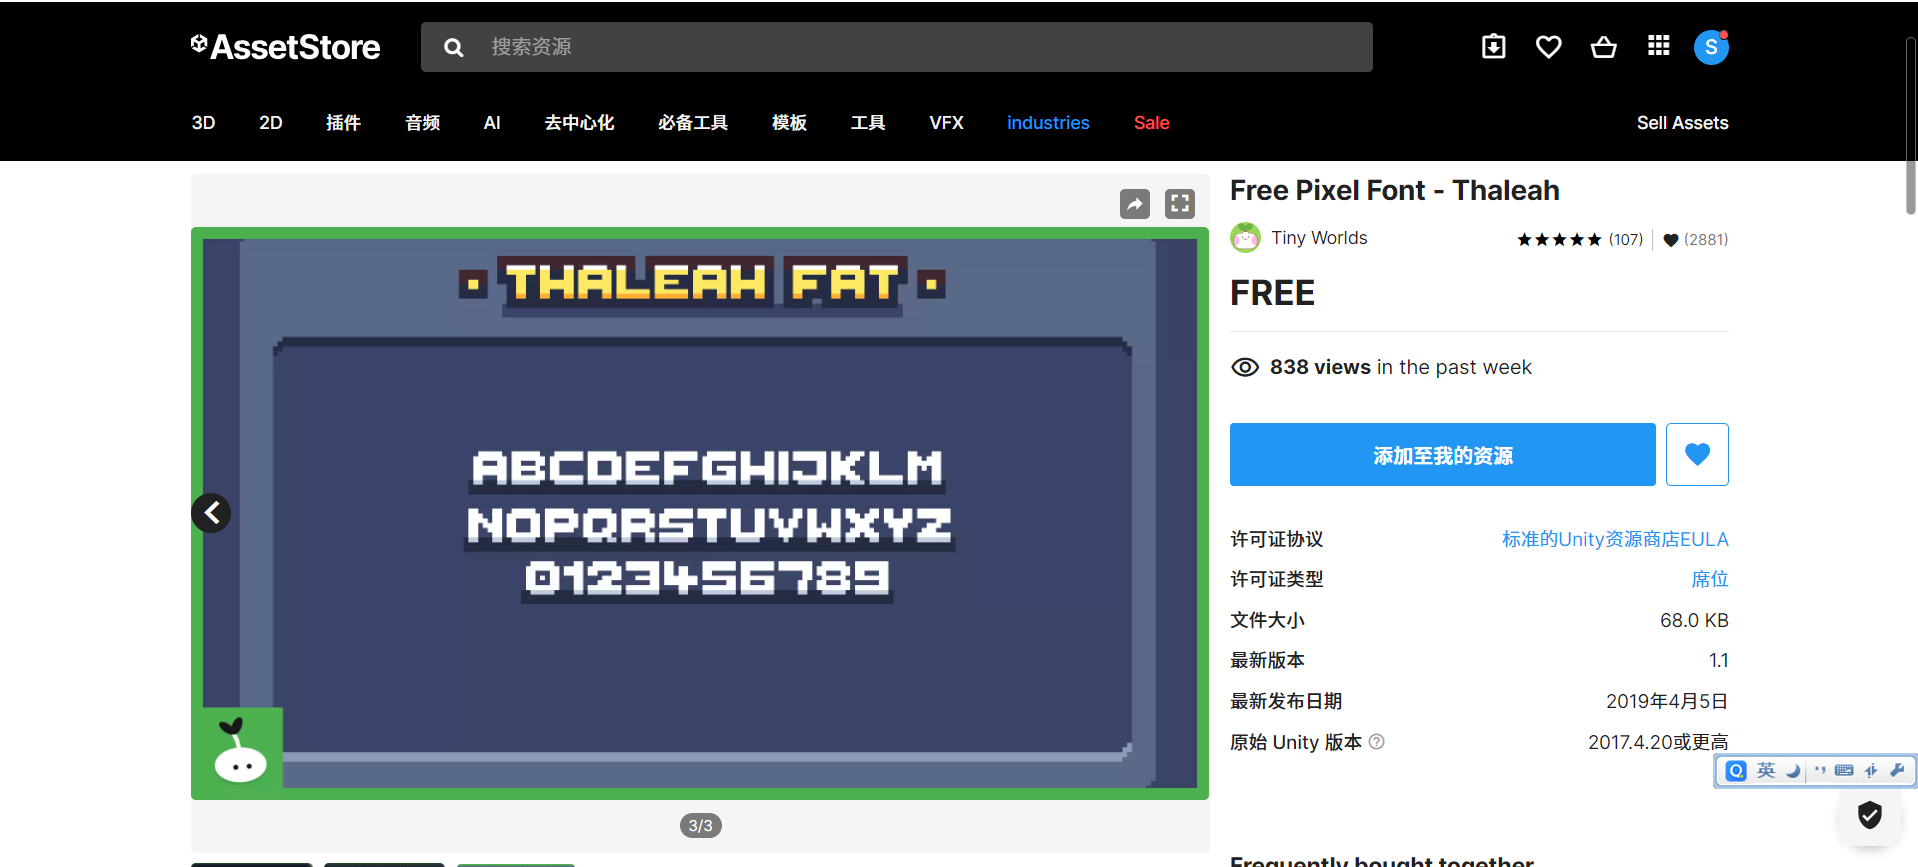 AssetStore
搜索资源
S
3D 2D 插件 音频 AI 去中心化 必备工具 模板 工具 VFX industries Sale Sell Assets
THALEAH FAT
ABCDEFGHIJKLM
NOPQRSTUVWXYZ
0123456789
3/3
Free Pixel Font - Thaleah
Tiny Worlds
(107) (2881)
FREE
838 views in the past week
添加至我的资源
许可证协议 标准的Unity资源商店EULA
许可证类型 席位
文件大小 68.0 KB
最新版本 1.1
最新发布日期 2019年4月5日
原始 Unity 版本 2017.4.20或更高
英
Frequently bought together